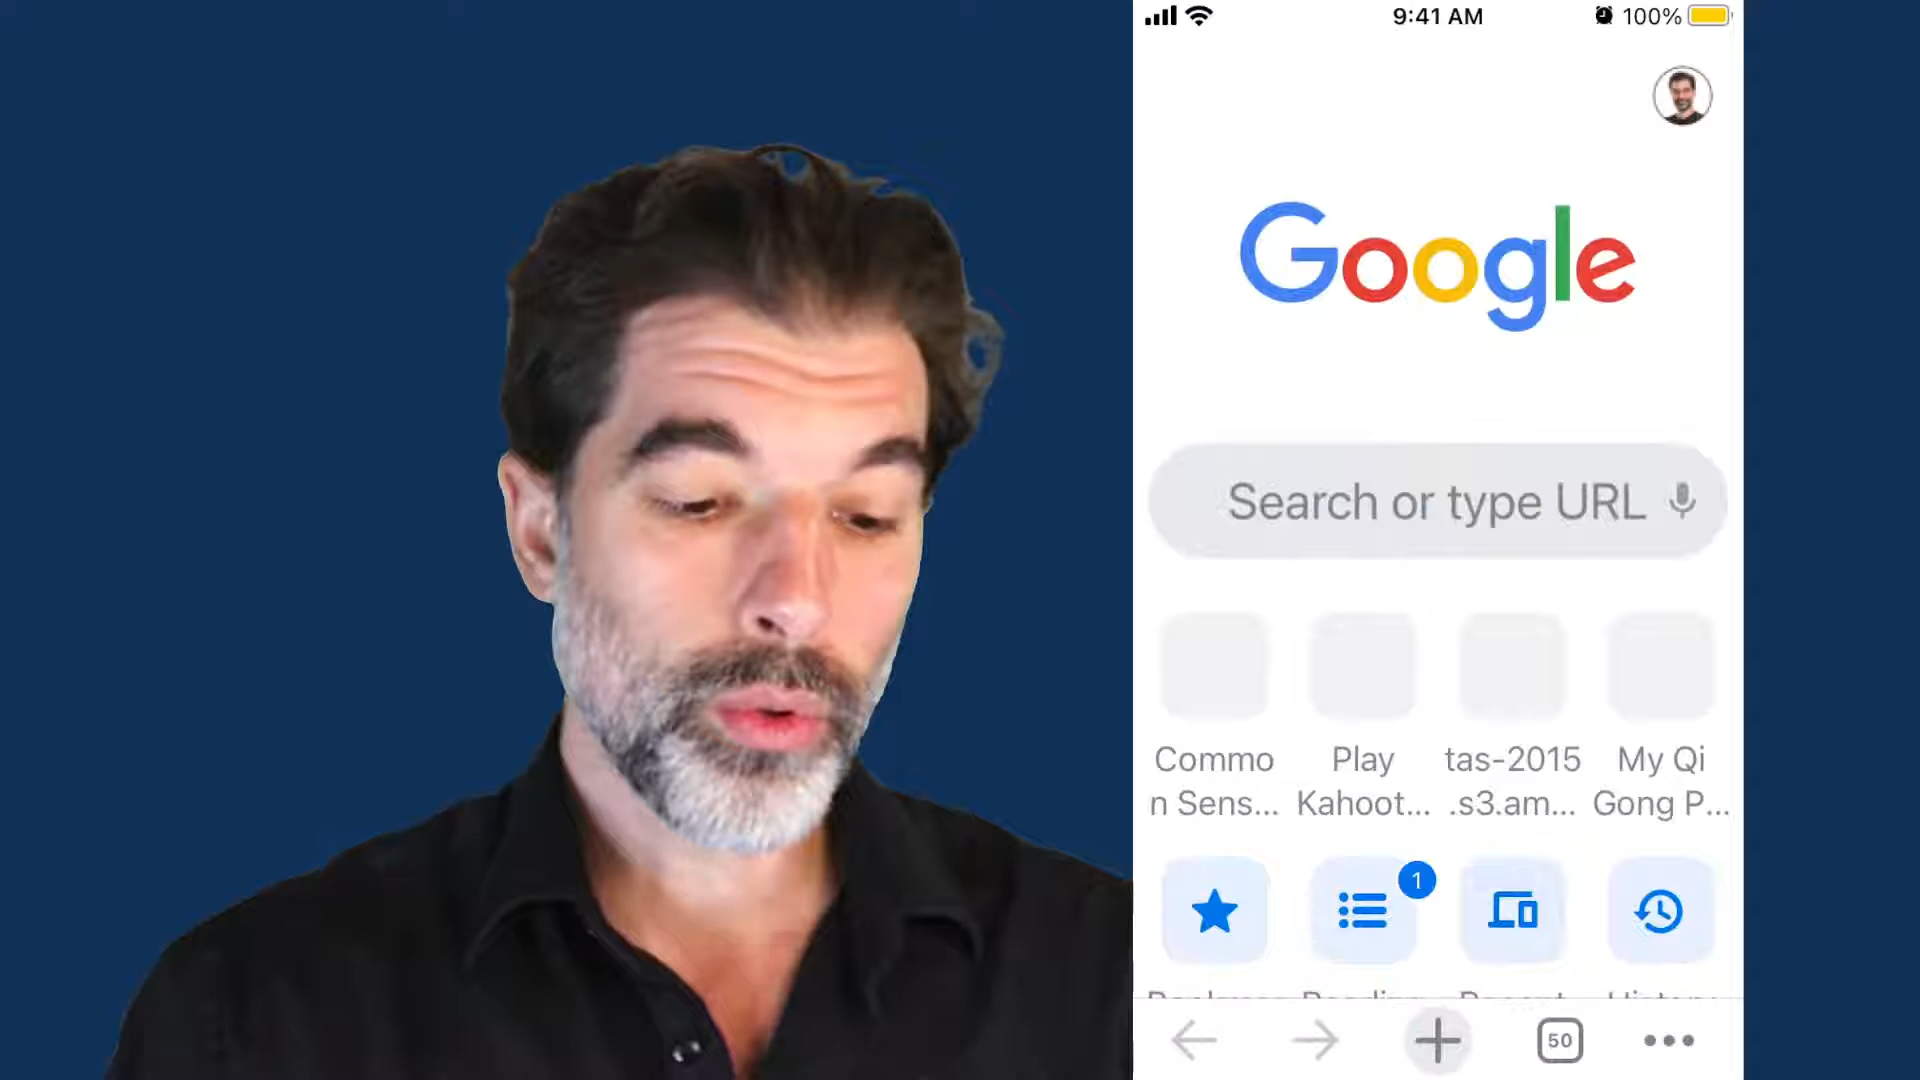 9:41 AM
100%
Google
Search or type URL
Commo
n Sens...
Play
Kahoot...
tas-2015
.s3.am...
My Qi
Gong P...
1
50